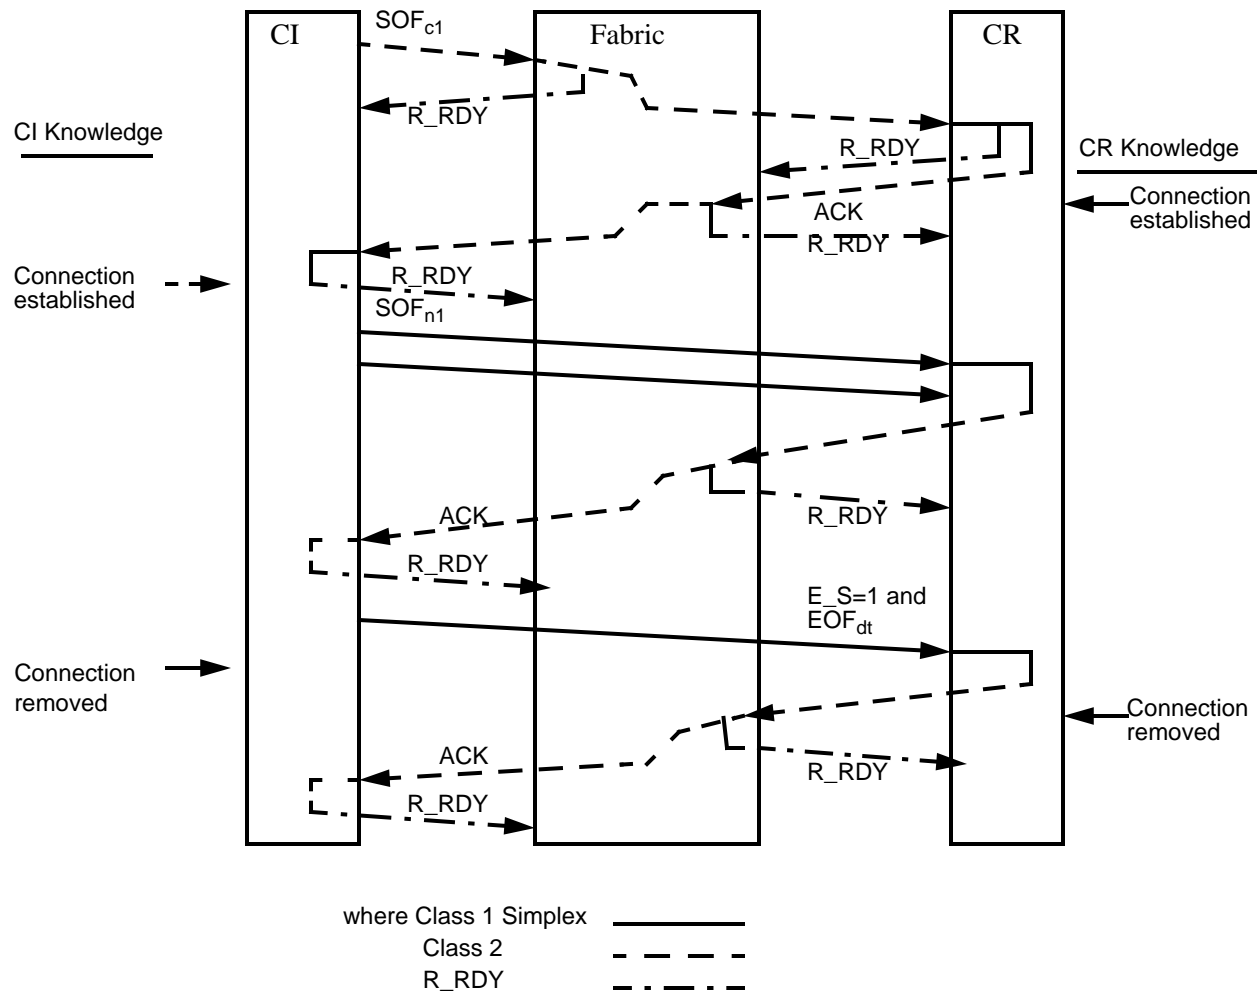 CI
SOFc1
Fabric
CR
R_RDY
CI Knowledge
R_RDY
CR Knowledge
Connection
established
ACK
R_RDY
Connection
established
R_RDY
SOFn1
ACK
R_RDY
R_RDY
E_S=1 and
EOFdt
Connection
removed
Connection
removed
ACK
R_RDY
R_RDY
where Class 1 Simplex
Class 2
R_RDY